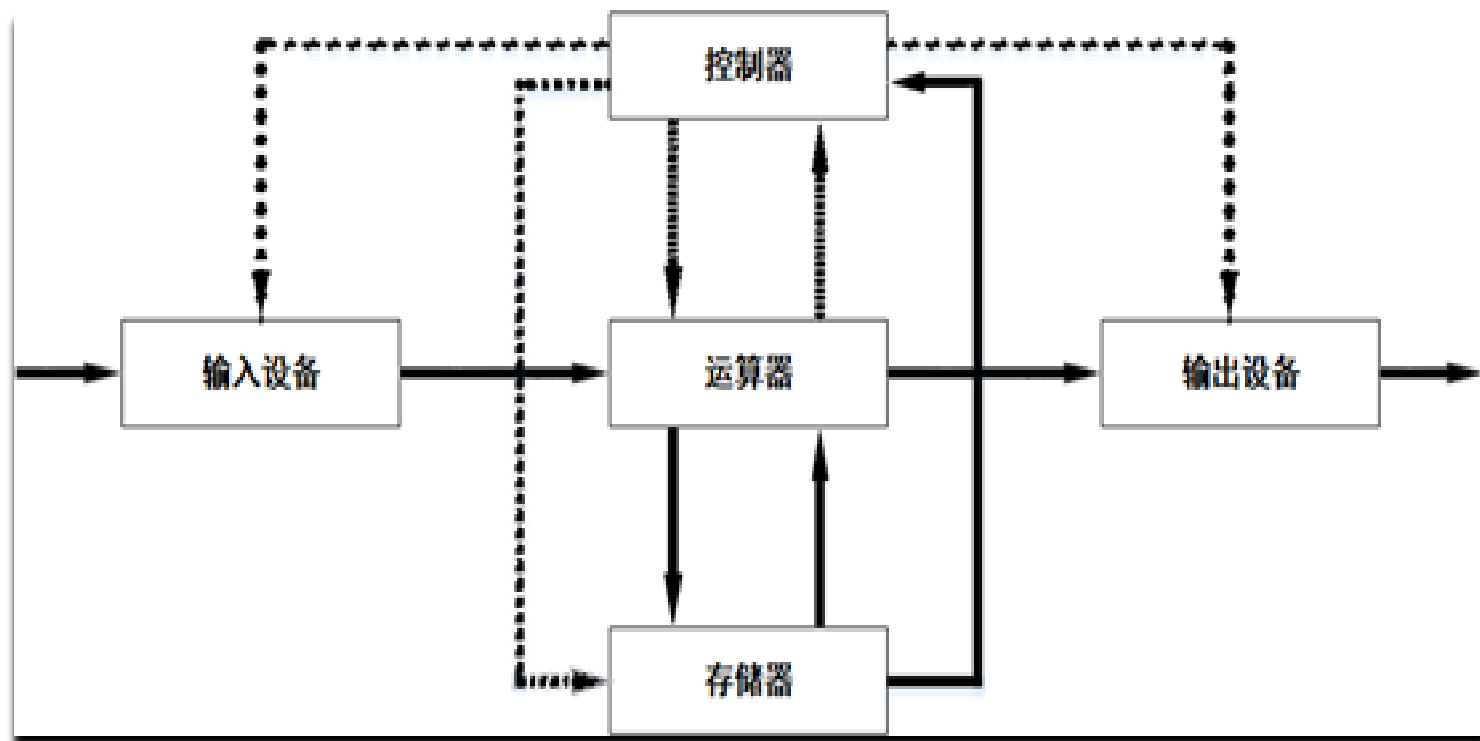 控制器
输入设备
运算器
输出设备
存储器